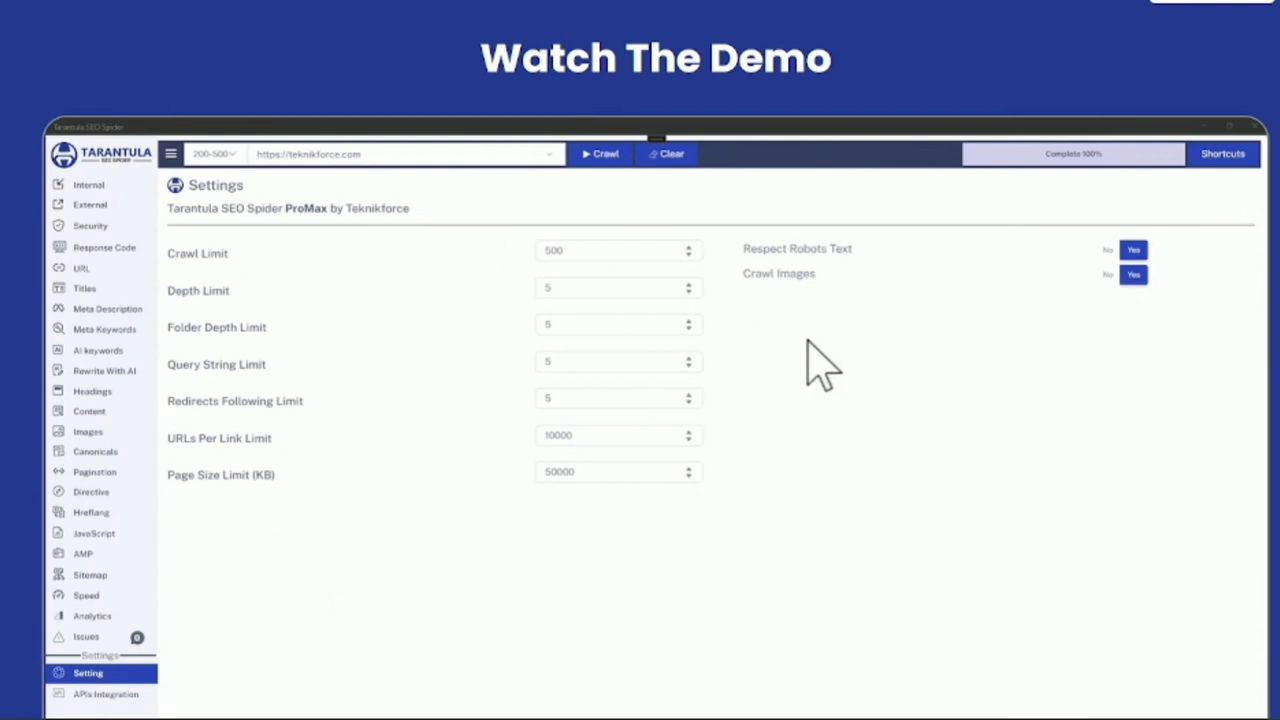 Watch The Demo
Tarantula SEO Spider
TARANTULA
SEO SPIDER
200-500
https://teknikforce.com
Crawl
Clear
Complete 100%
Shortcuts
Internal
External
Security
Response Code
URL
Titles
Meta Description
Meta Keywords
AI keywords
Rewrite With AI
Headings
Content
Images
Canonicals
Pagination
Directive
Hreflang
JavaScript
AMP
Sitemap
Speed
Analytics
Issues 0
Settings
Setting
APIs Integration
Settings
Tarantula SEO Spider ProMax by Teknikforce
Crawl Limit 500
Depth Limit 5
Folder Depth Limit 5
Query String Limit 5
Redirects Following Limit 5
URLs Per Link Limit 10000
Page Size Limit (KB) 50000
Respect Robots Text No Yes
Crawl Images No Yes